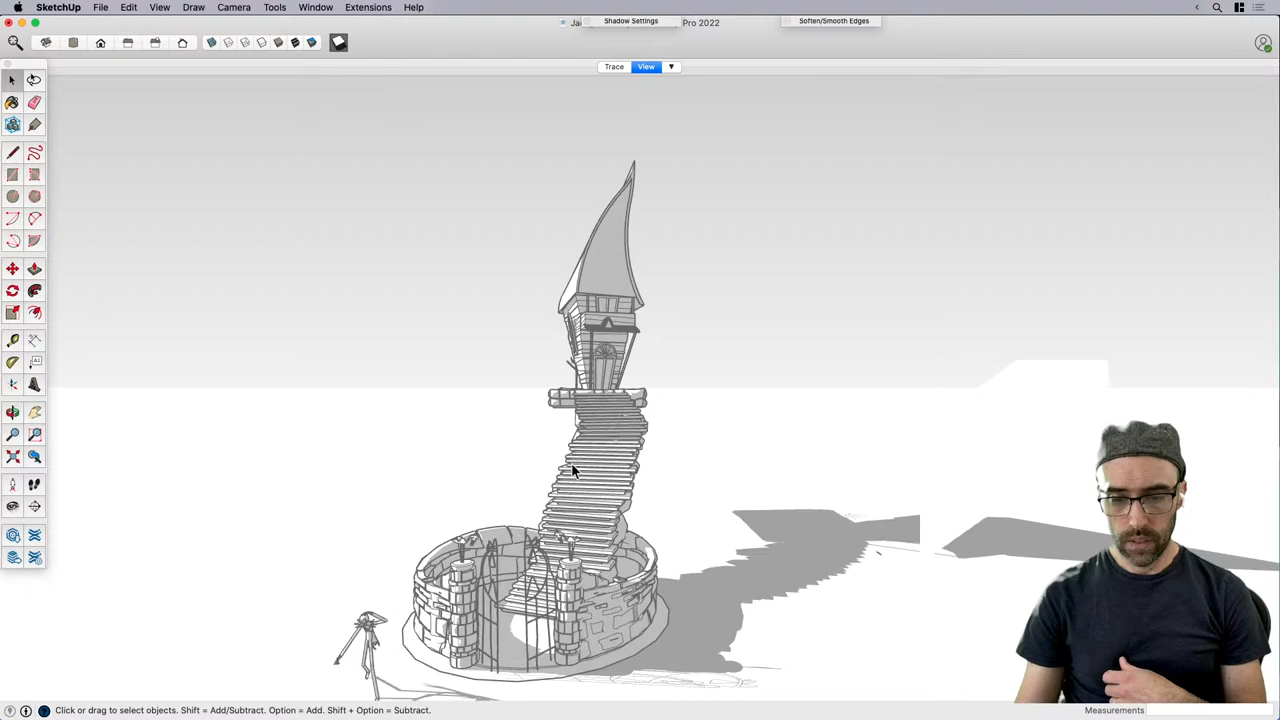 SketchUp File Edit View Draw Camera Tools Window Extensions Help
Pro 2022
Shadow Settings
Soften/Smooth Edges
Trace View ▼
Click or drag to select objects. Shift = Add/Subtract. Option = Add. Shift + Option = Subtract.
Measurements